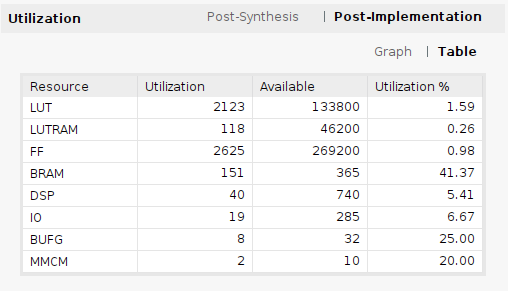 Utilization Post-Synthesis | Post-Implementation
Graph | Table
Resource Utilization Available Utilization %
LUT 2123 133800 1.59
LUTRAM 118 46200 0.26
FF 2625 269200 0.98
BRAM 151 365 41.37
DSP 40 740 5.41
IO 19 285 6.67
BUFG 8 32 25.00
MMCM 2 10 20.00